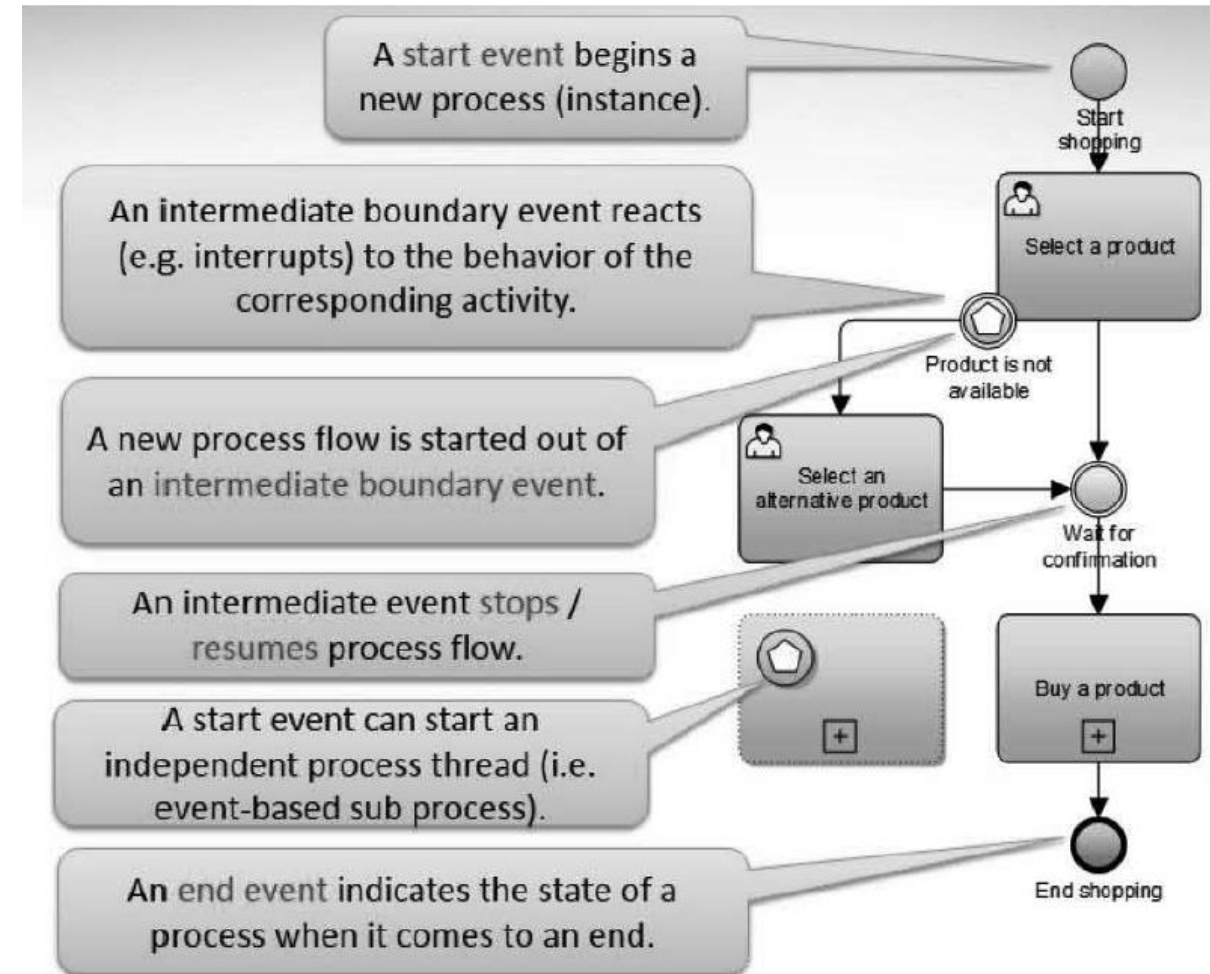 A start event begins a
new process (instance).
Start
shopping
An intermediate boundary event reacts
(e.g. interrupts) to the behavior of the
corresponding activity.
Select a product
Product is not
available
A new process flow is started out of
an intermediate boundary event.
Select an
alternative product
Wait for
confirmation
An intermediate event stops /
resumes process flow.
A start event can start an
independent process thread (i.e.
event-based sub process).
Buy a product
An end event indicates the state of a
process when it comes to an end.
End shopping